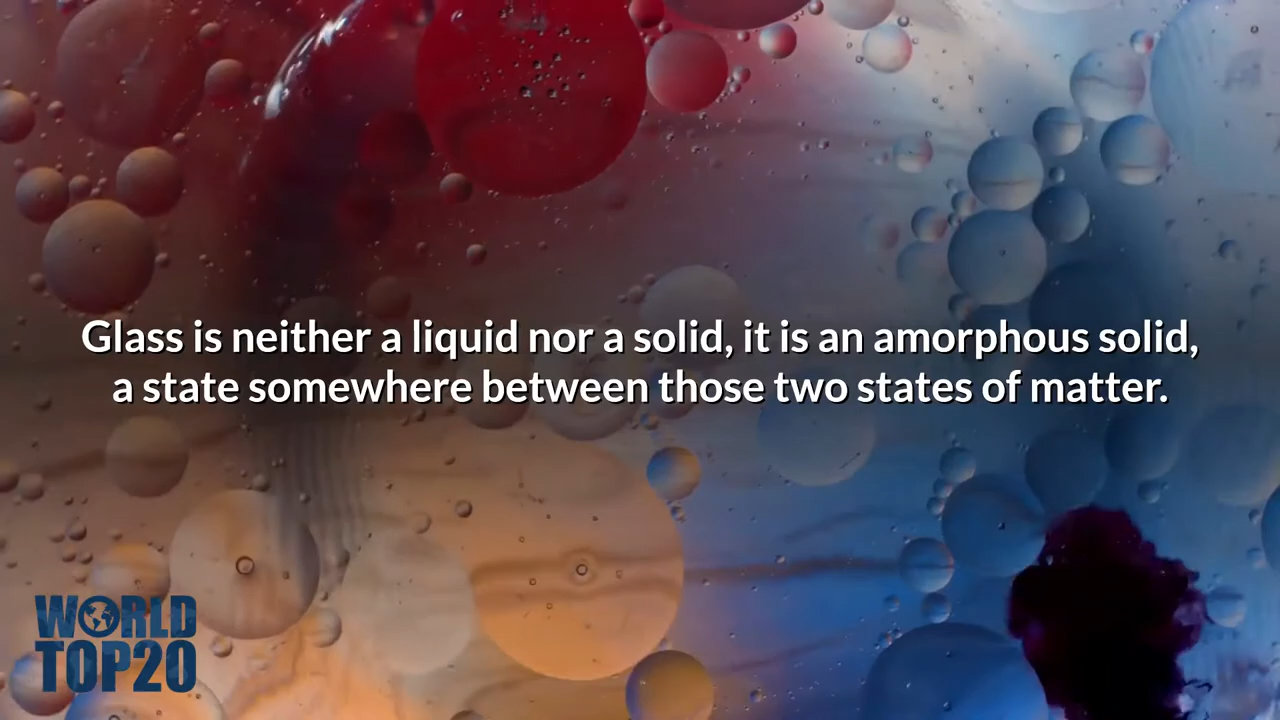 Glass is neither a liquid nor a solid, it is an amorphous solid,
a state somewhere between those two states of matter.
WORLD
TOP20